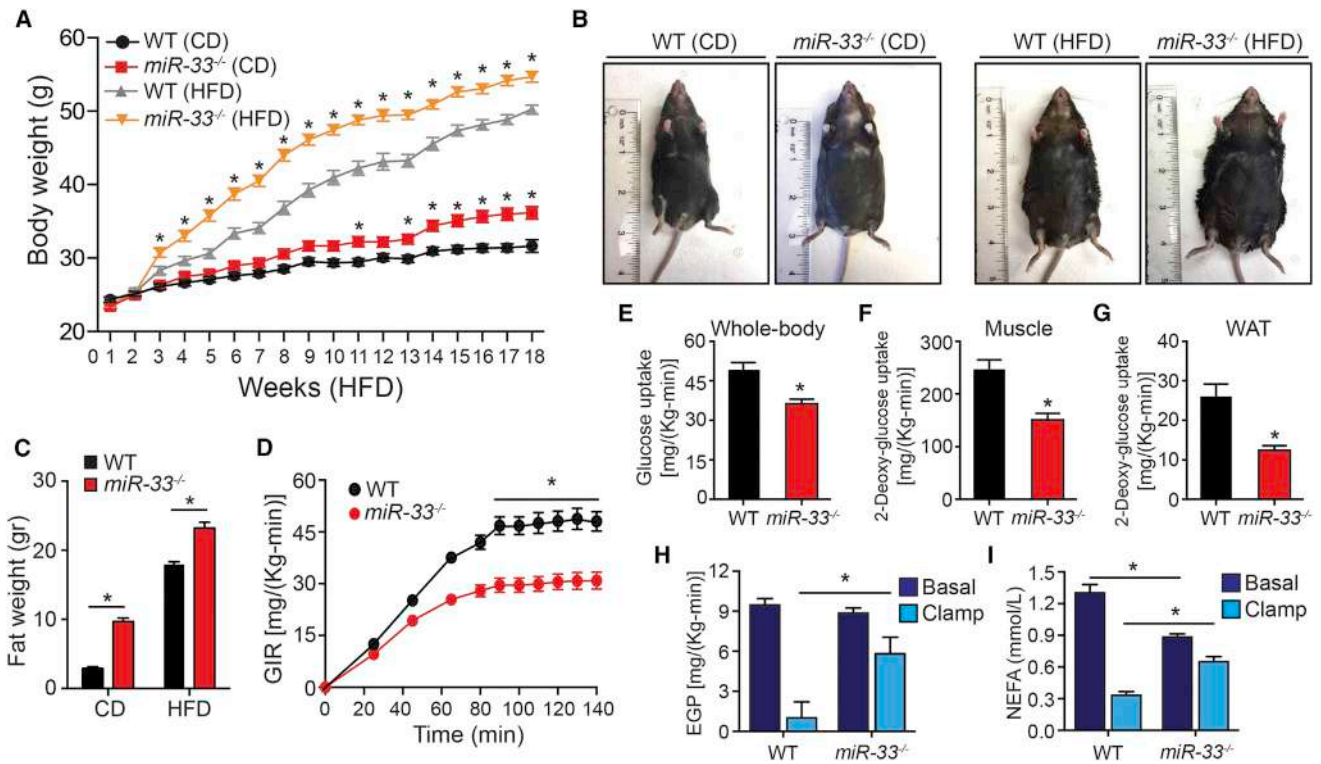 A
60
50
40
30
20
Body weight (g)
WT (CD)
miR-33-/- (CD)
WT (HFD)
miR-33-/- (HFD)
* * * * * * * * * * * * * * * *
* * * * * * *
0 1 2 3 4 5 6 7 8 9 10 11 12 13 14 15 16 17 18
Weeks (HFD)
B
WT (CD)
miR-33-/- (CD)
WT (HFD)
miR-33-/- (HFD)
C
WT
miR-33-/-
30
20
10
0
Fat weight (gr)
*
*
CD HFD
D
WT
miR-33-/-
60
45
30
15
0
GIR [mg/(Kg-min)]
*
0 20 40 60 80 100 120 140
Time (min)
E
Whole-body
60
45
30
15
0
Glucose uptake
[mg/(Kg-min)]
*
WT miR-33-/-
F
Muscle
300
250
200
150
100
0
2-Deoxy-glucose uptake
[mg/(Kg-min)]
*
WT miR-33-/-
G
WAT
40
30
20
10
0
2-Deoxy-glucose uptake
[mg/(Kg-min)]
*
WT miR-33-/-
H
Basal
Clamp
12
9
6
3
0
EGP [mg/(Kg-min)]
*
WT miR-33-/-
I
Basal
Clamp
1.5
1.2
0.9
0.6
0.3
0
NEFA (mmol/L)
*
*
WT miR-33-/-